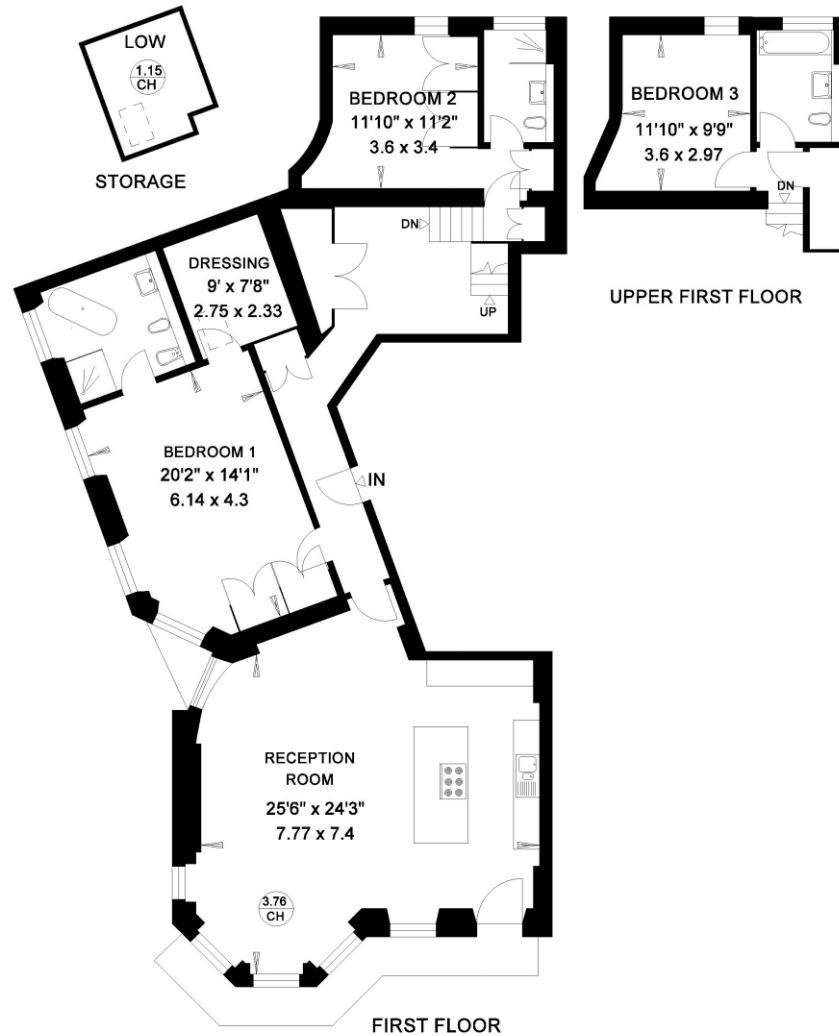 LOW
1.15
CH
STORAGE
BEDROOM 2
11'10" x 11'2"
3.6 x 3.4
BEDROOM 3
11'10" x 9'9"
3.6 x 2.97
DN
UPPER FIRST FLOOR
DN
UP
DRESSING
9' x 7'8"
2.75 x 2.33
BEDROOM 1
20'2" x 14'1"
6.14 x 4.3
IN
RECEPTION
ROOM
25'6" x 24'3"
7.77 x 7.4
3.76
CH
FIRST FLOOR